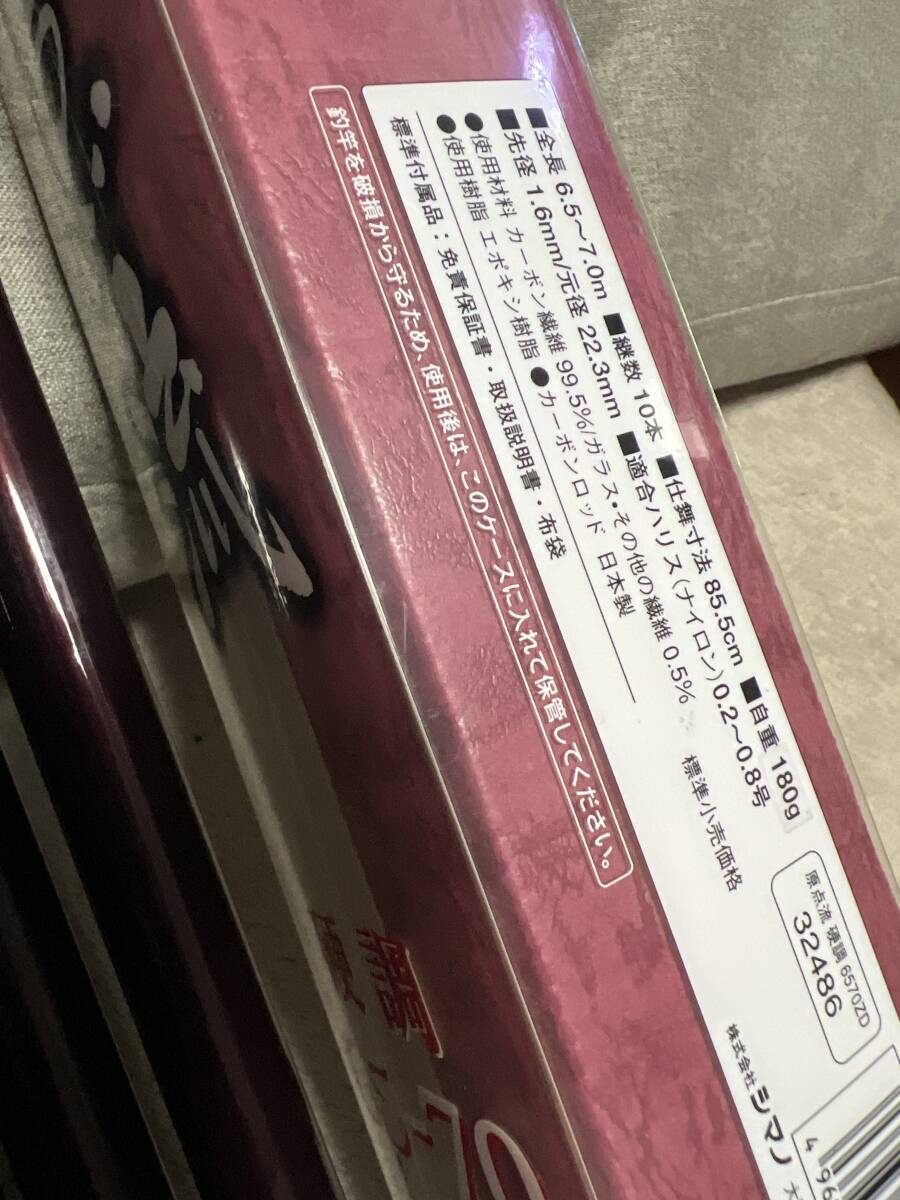 ■全長 6.5〜7.0m ■継数 10本 ■仕舞寸法 85.5cm ■自重 180g
■先径 1.6mm/元径 22.3mm ■適合ハリス(ナイロン)0.2〜0.8号
●使用材料 カーボン繊維 99.5%/ガラス・その他の繊維 0.5%
●使用樹脂 エポキシ樹脂 ●カーボンロッド 日本製
標準付属品：免責保証書・取扱説明書・布袋
標準小売価格
釣竿を破損から守るため、使用後は、このケースに入れて保管してください。
原点流 硬調 6570ZD
32486
株式会社シマノ
4 96